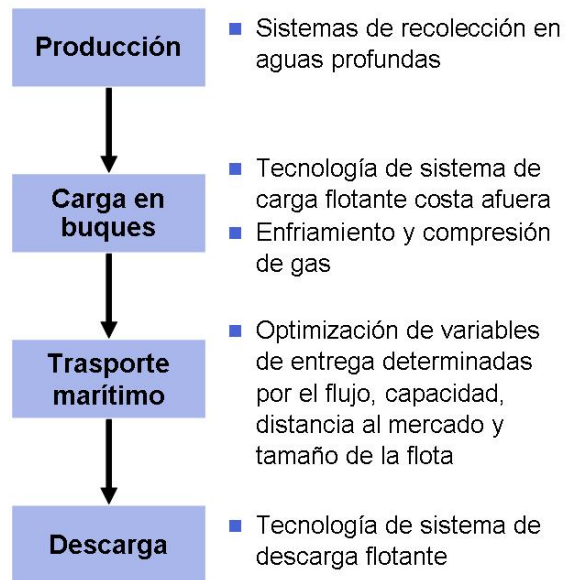 Producción
Sistemas de recolección en
aguas profundas
Carga en
buques
Tecnología de sistema de
carga flotante costa afuera
Enfriamiento y compresión
de gas
Trasporte
marítimo
Optimización de variables
de entrega determinadas
por el flujo, capacidad,
distancia al mercado y
tamaño de la flota
Descarga
Tecnología de sistema de
descarga flotante